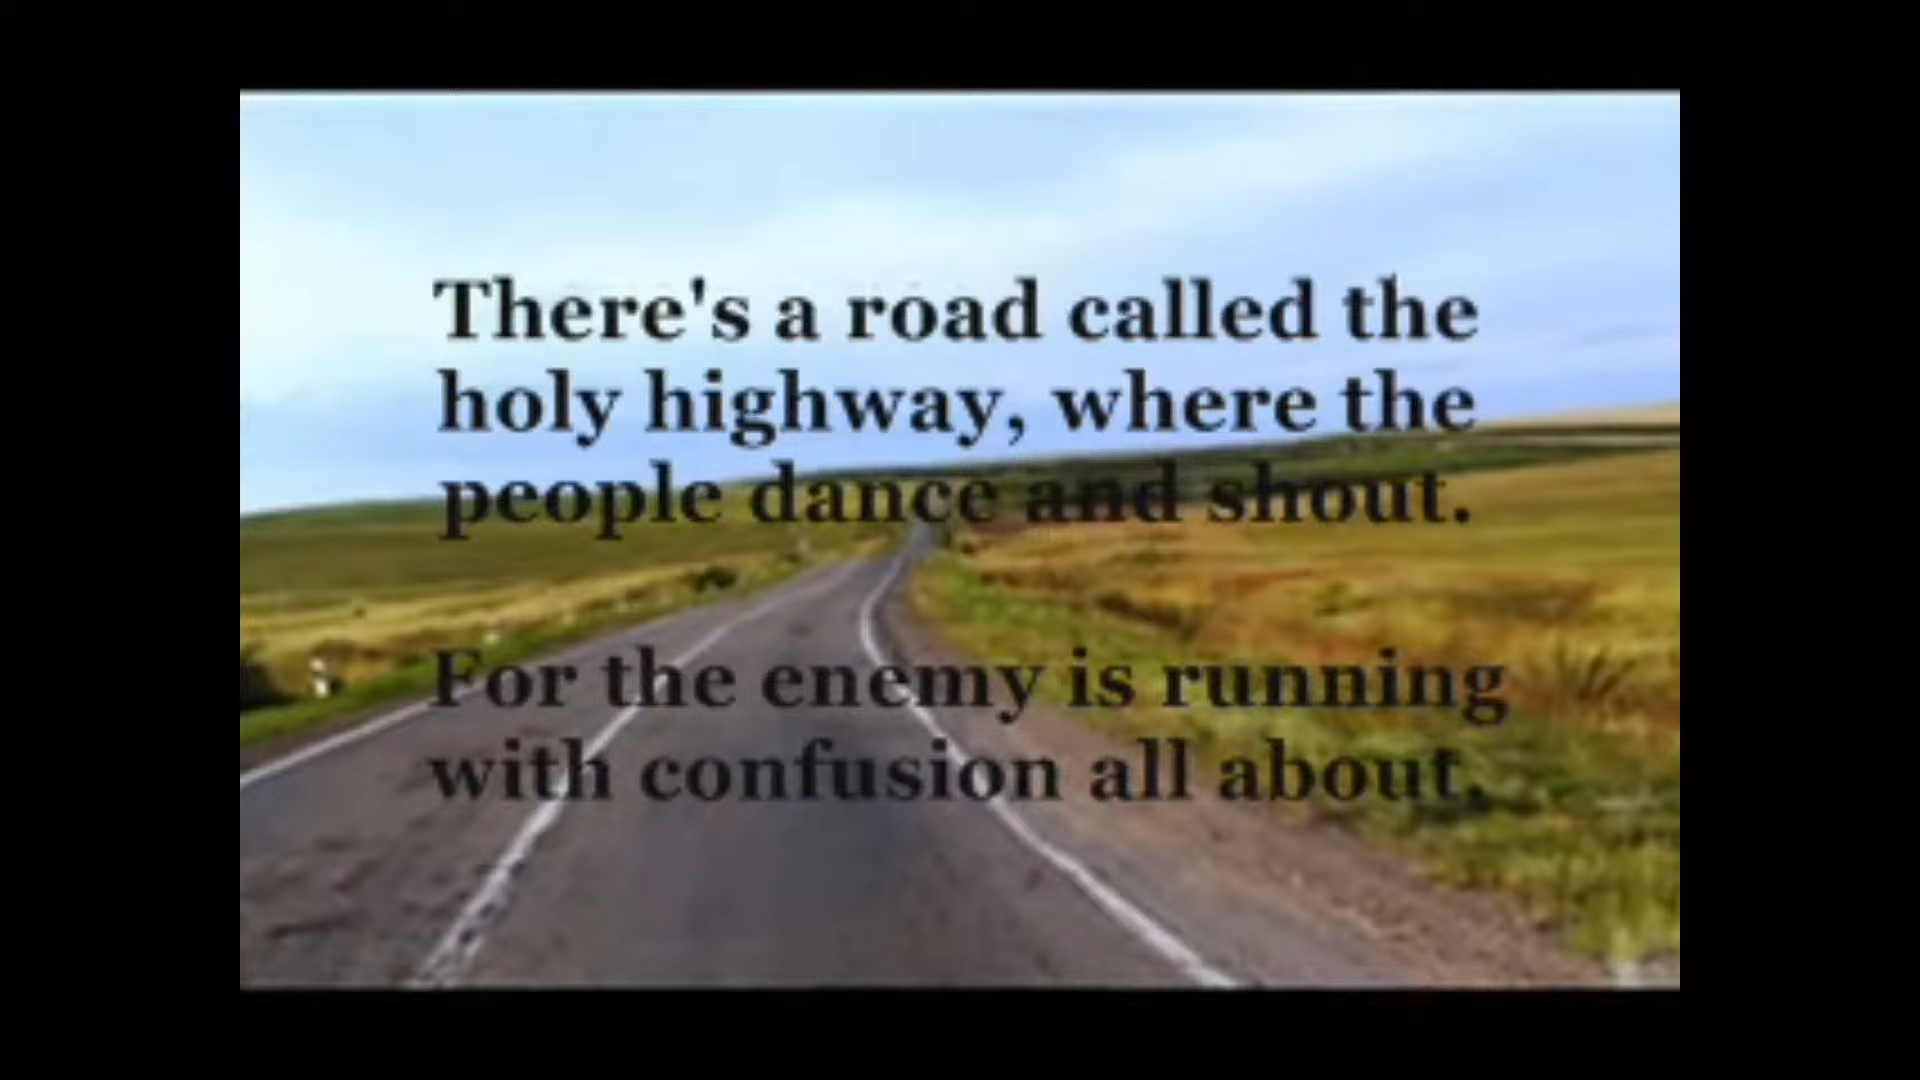 There's a road called the
holy highway, where the
people dance and shout.
For the enemy is running
with confusion all about.